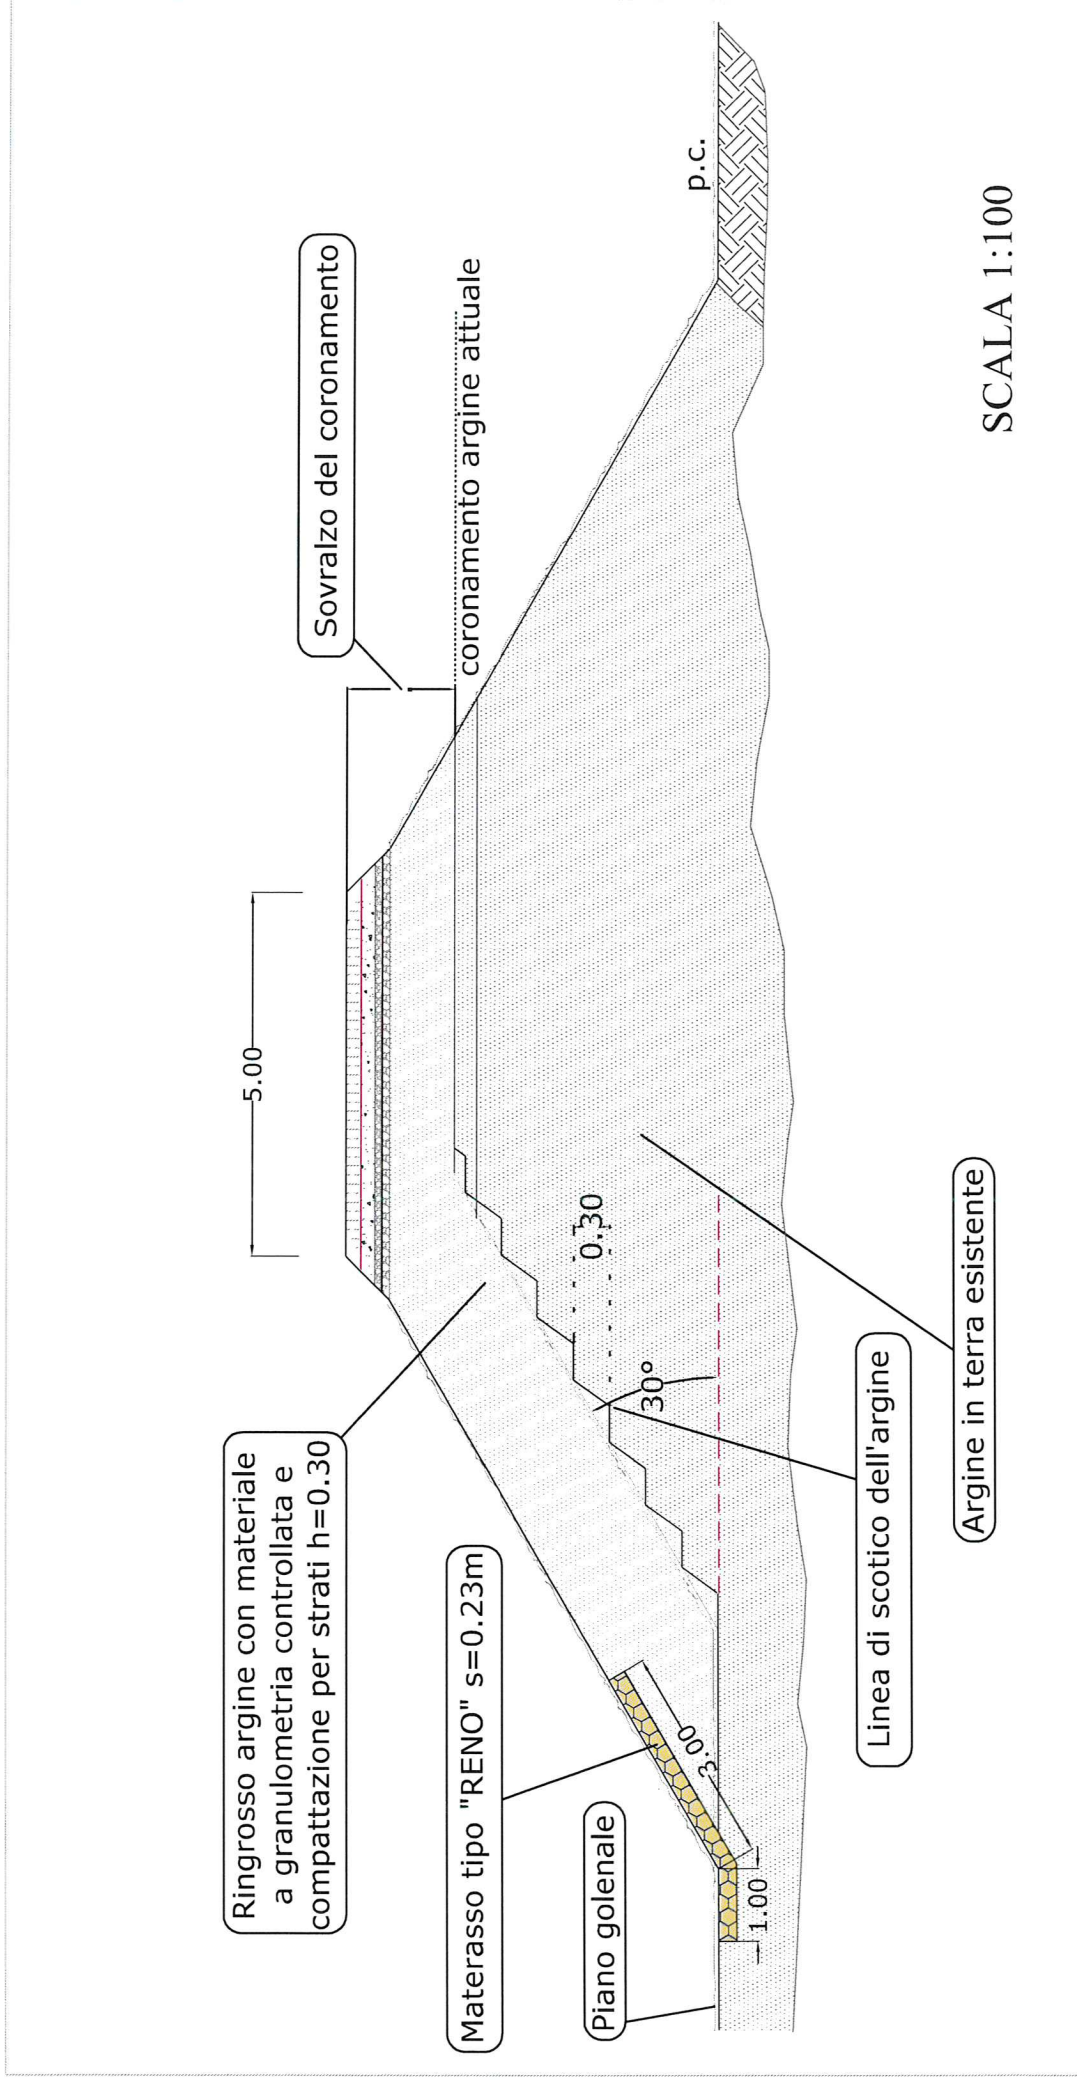 Sovralzo del coronamento
coronamento argine attuale
p.c.
5.00
Ringrosso argine con materiale
a granulometria controllata e
compattazione per strati h=0.30
Materasso tipo "RENO" s=0.23m
Piano golenale
0.30
30°
3.00
1.00
Linea di scotico dell'argine
Argine in terra esistente
SCALA 1:100